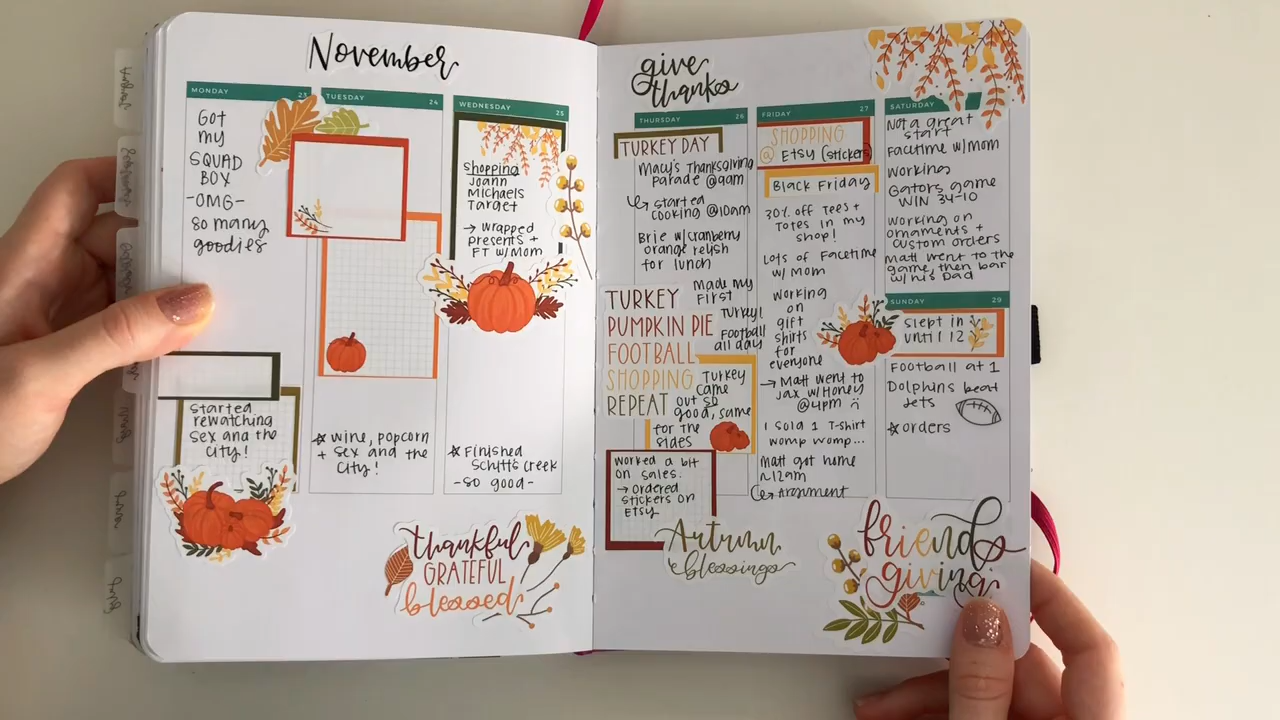 November
MONDAY 23
GOT
MY
SQUAD
BOX
-OMG-
SO MANY
goodies
Started
rewatching
Sex and the
City!
TUESDAY 24
☆ wine, popcorn
+ Sex and the
City!
WEDNESDAY 25
Shopping
Joann
Michaels
Target
→ wrapped
presents +
FT w/ Mom
☆ Finished
Schitt's Creek
- so good -
thankful
GRATEFUL
blessed
give
thanks
THURSDAY 26
TURKEY DAY
Macy's Thanksgiving
Parade @9am
↳ started
cooking @10am
Brie w/ cranberry
orange relish
for lunch
Made my
First
Turkey!
Football
all day
TURKEY
PUMPKIN PIE
FOOTBALL
SHOPPING
REPEAT
Turkey
came
out so
good, same
for the
sides
Worked a bit
on sales.
→ Ordered
Stickers on
Etsy
Autumn
blessings
FRIDAY 27
SHOPPING
@ Etsy (stickers)
Black Friday
30% off Tees +
Totes in my
shop!
Lots of Facetime
w/ Mom
Working
on
gift
shirts
for
everyone
→ Matt went to
Jax w/ Honey
@4pm :(
I sold 1 T-shirt
womp womp...
Matt got home
~12am
↳ Argument
SATURDAY
Not a great
start
Facetime w/ Mom
Working
Gators game
WIN 34-10
Working on
ornaments +
custom orders
Matt went to the
game, then bar
w/ his Dad
SUNDAY 29
Slept in
until 12
Football at 1
Dolphins beat
Jets
☆ orders
friends
giving